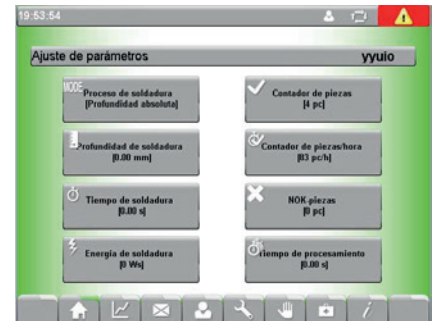 19:53:54
Ajuste de parámetros
yyuio
MODE
Proceso de soldadura
[Profundidad absoluta]
Profundidad de soldadura
[0.00 mm]
Tiempo de soldadura
[0.00 s]
Energía de soldadura
[0 Ws]
Contador de piezas
[4 pc]
Contador de piezas/hora
[83 pc/h]
NOK-piezas
[0 pc]
Tiempo de procesamiento
[0.00 s]